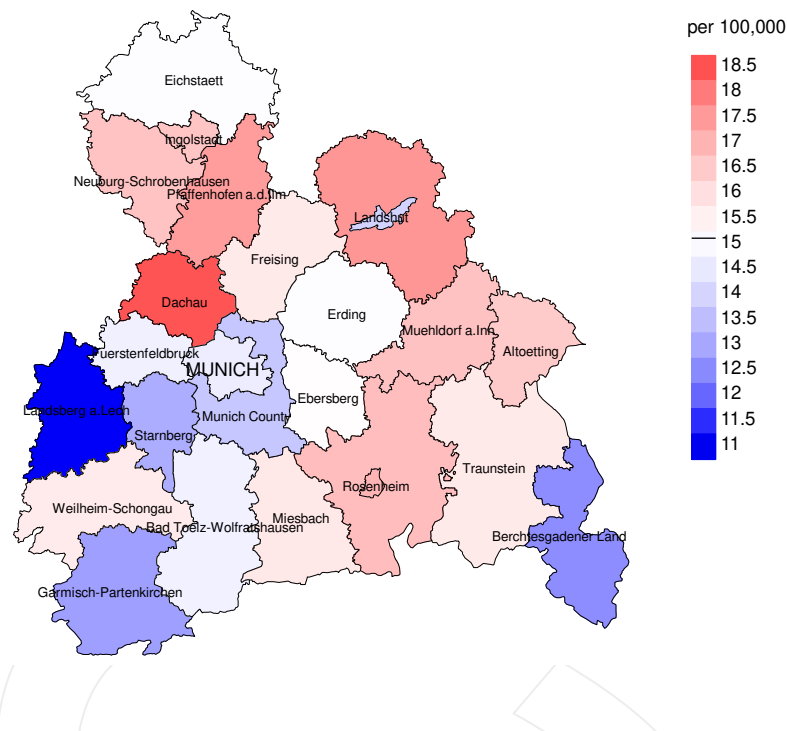 per 100,000
18.5
18
17.5
17
16.5
16
15.5
15
14.5
14
13.5
13
12.5
12
11.5
11
Eichstaett
Ingolstadt
Neuburg-Schrobenhausen
Pfaffenhofen a.d.Ilm
Landshut
Freising
Dachau
Erding
Muehldorf a.Inn
Altoetting
Fuerstenfeldbruck
MUNICH
Ebersberg
Landsberg a.Lech
Munich County
Starnberg
Traunstein
Rosenheim
Weilheim-Schongau
Miesbach
Bad Toelz-Wolfratshausen
Berchtesgadener Land
Garmisch-Partenkirchen